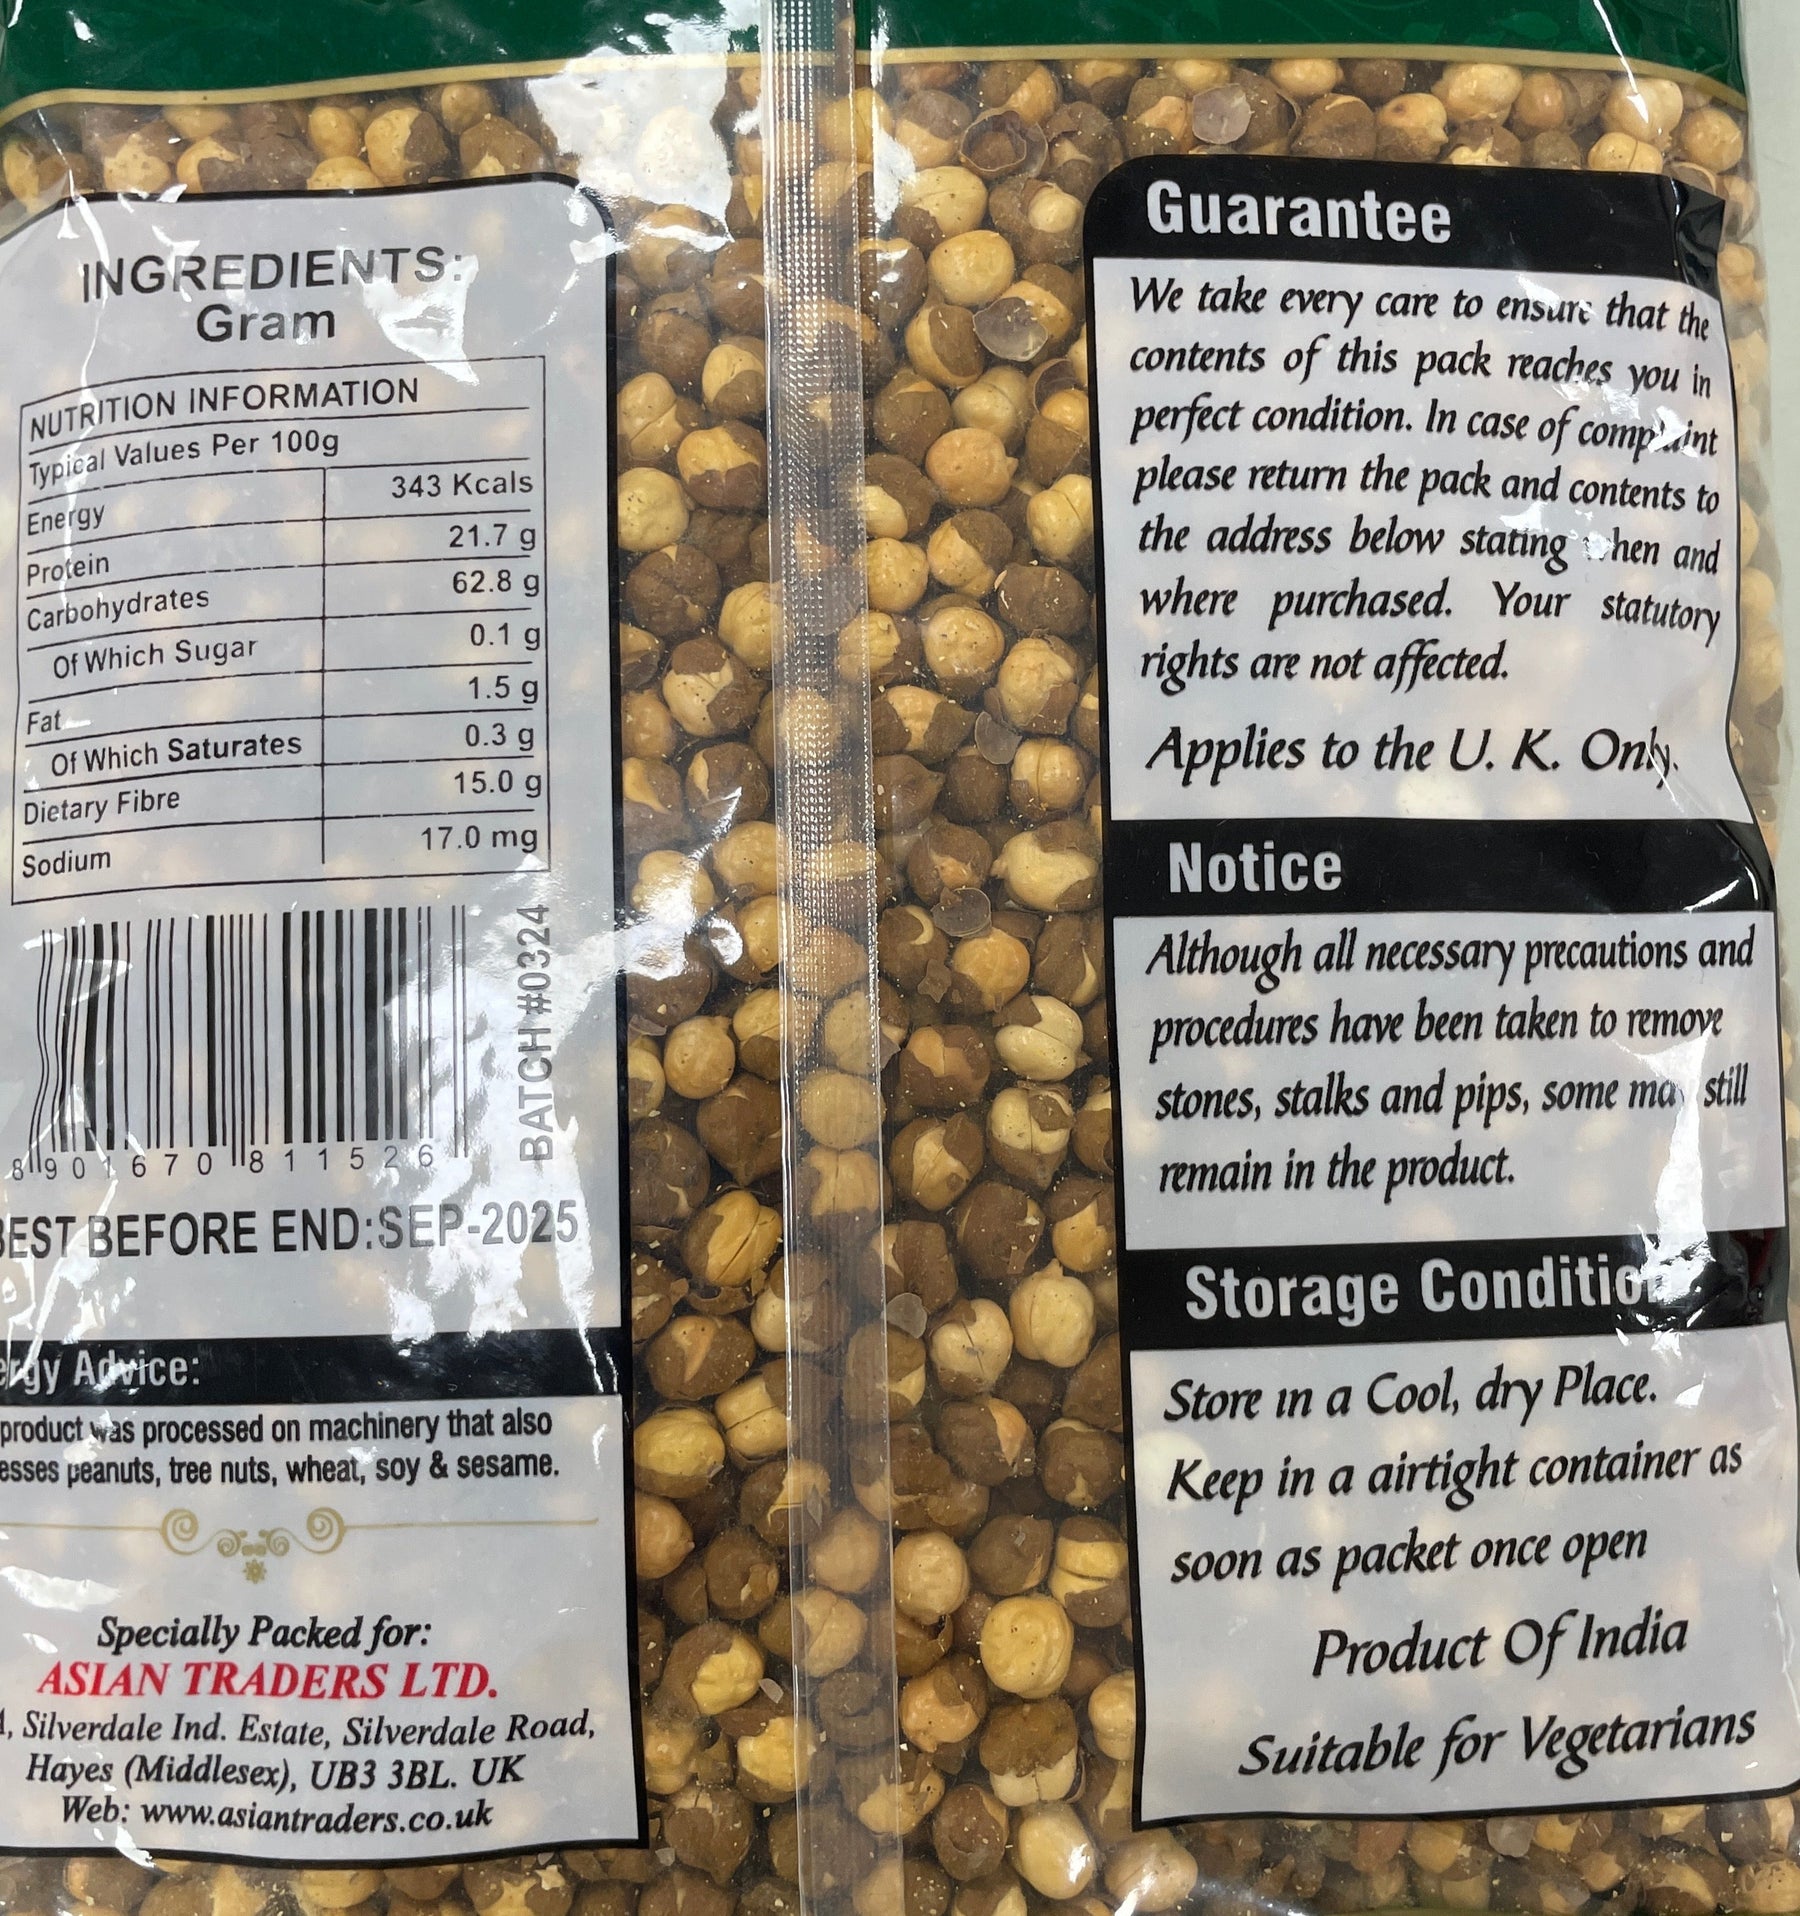 INGREDIENTS:
Gram
NUTRITION INFORMATION
Typical Values Per 100g
Energy 343 Kcals
Protein 21.7 g
Carbohydrates 62.8 g
Of Which Sugar 0.1 g
Fat 1.5 g
Of Which Saturates 0.3 g
Dietary Fibre 15.0 g
Sodium 17.0 mg
8 901670 811526
BATCH #0324
BEST BEFORE END:SEP-2025
Advice:
product was processed on machinery that also
peanuts, tree nuts, wheat, soy & sesame.
Specially Packed for:
ASIAN TRADERS LTD.
Silverdale Ind. Estate, Silverdale Road,
Hayes (Middlesex), UB3 3BL. UK
Web: www.asiantraders.co.uk
Guarantee
We take every care to ensure that the
contents of this pack reaches you in
perfect condition. In case of complaint
please return the pack and contents to
the address below stating when and
where purchased. Your statutory
rights are not affected.
Applies to the U. K. Only.
Notice
Although all necessary precautions and
procedures have been taken to remove
stones, stalks and pips, some may still
remain in the product.
Storage Condition
Store in a Cool, dry Place.
Keep in a airtight container as
soon as packet once open
Product Of India
Suitable for Vegetarians